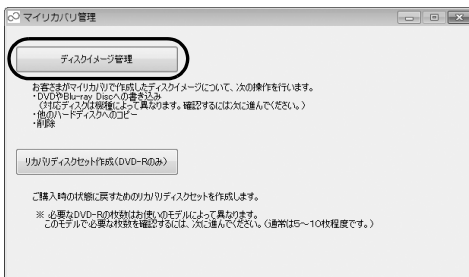 マイリカバリ管理
ディスクイメージ管理
お客さまがマイリカバリで作成したディスクイメージについて、次の操作を行います。
・DVDやBlu-ray Discへの書き込み
（対応ディスクは機種によって異なります。確認するには次に進んでください。）
・他のハードディスクへのコピー
・削除
リカバリディスクセット作成（DVD-Rのみ）
ご購入時の状態に戻すためのリカバリディスクセットを作成します。
※ 必要なDVD-Rの枚数はお使いのモデルによって異なります。
このモデルで必要な枚数を確認するには、次に進んでください。（通常は5～10枚程度です。）